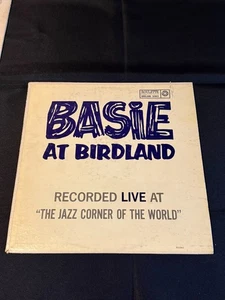 BASiE
AT BIRDLAND
RECORDED LIVE AT
"THE JAZZ CORNER OF THE WORLD"